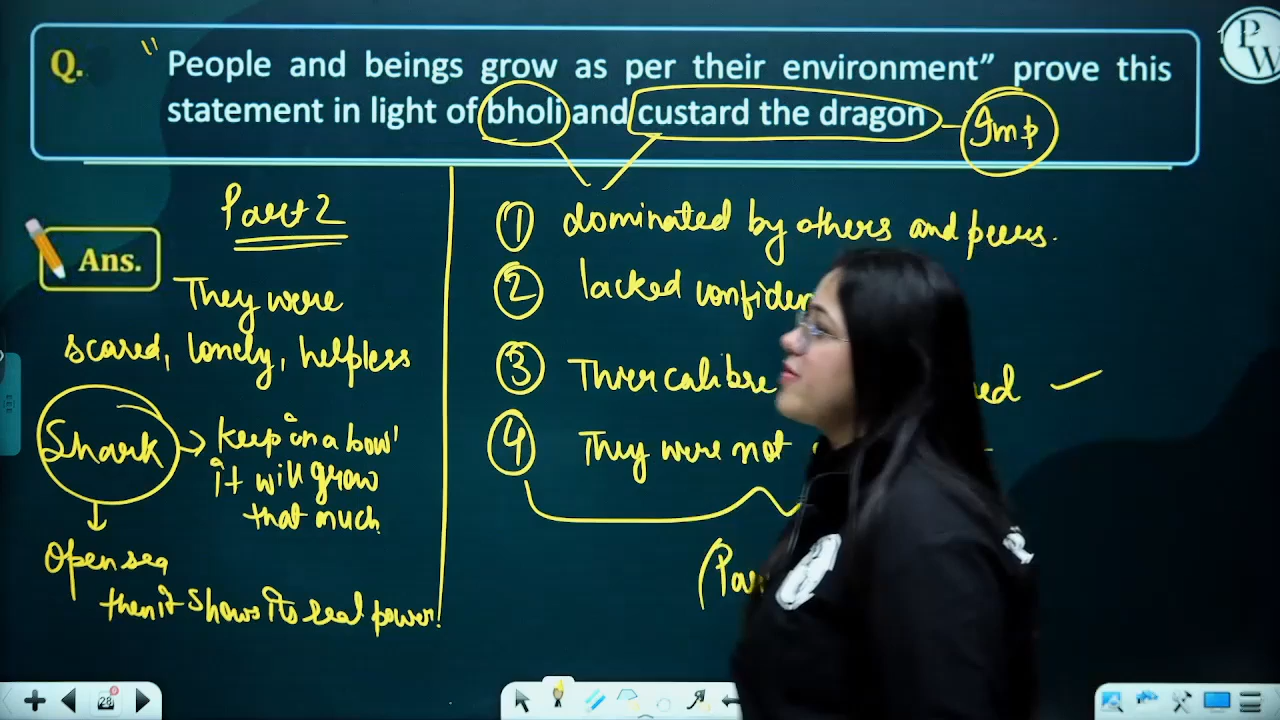 Q. " People and beings grow as per their environment” prove this
statement in light of bholi and custard the dragon
Imp
PW
Part 2
Ans.
They were
scared, lonely, helpless
Shark
keep in a bowl
it will grow
that much
Open sea
then it shows its real power!
① dominated by others and peers.
② lacked
③ Thier calibre
④ They were not
28